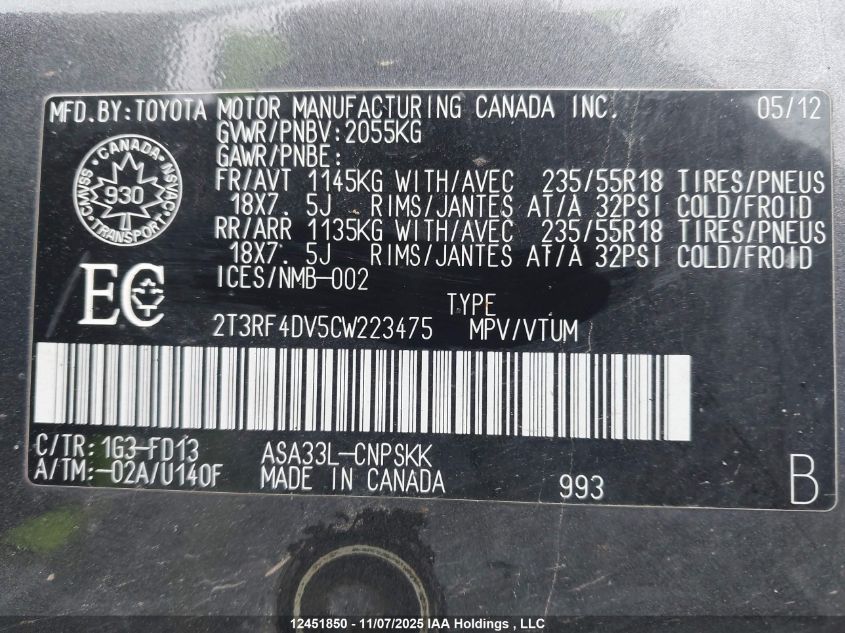 MFD.BY:TOYOTA MOTOR MANUFACTURING CANADA INC. 05/12
GVWR/PNBV:2055KG
GAWR/PNBE:
FR/AVT 1145KG WITH/AVEC 235/55R18 TIRES/PNEUS
18X7. 5J RIMS/JANTES AT/A 32PSI COLD/FROID
RR/ARR 1135KG WITH/AVEC 235/55R18 TIRES/PNEUS
18X7. 5J RIMS/JANTES AT/A 32PSI COLD/FROID
CANADA
CMVSS
NSVAC
930
TRANSPORT
EC
ICES/NMB-002
TYPE
2T3RF4DV5CW223475 MPV/VTUM
C/TR:1G3-FD13 ASA33L-CNPSKK
A/TM:-02A/U140F MADE IN CANADA 993 B
12451850 - 11/07/2025 IAA Holdings , LLC